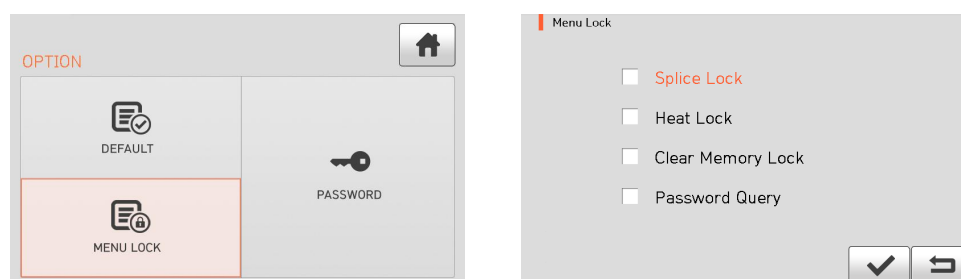 OPTION
DEFAULT
PASSWORD
MENU LOCK
Menu Lock
Splice Lock
Heat Lock
Clear Memory Lock
Password Query